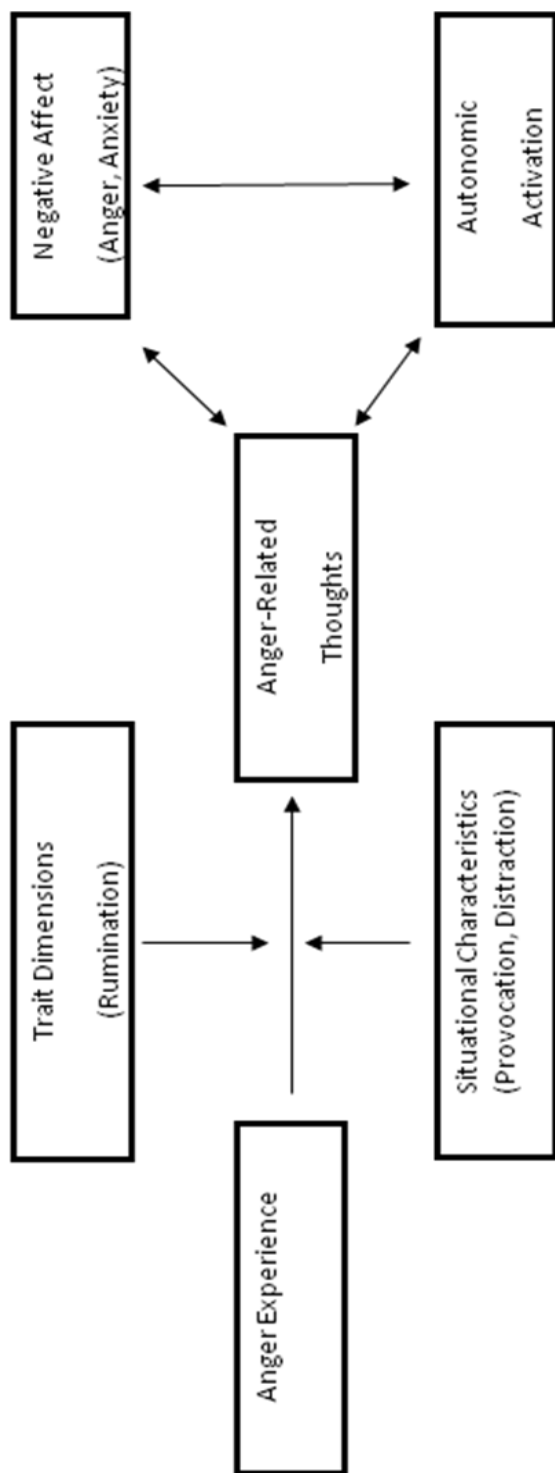 Anger Experience
Trait Dimensions
(Rumination)
Situational Characteristics
(Provocation, Distraction)
Anger-Related
Thoughts
Negative Affect
(Anger, Anxiety)
Autonomic
Activation